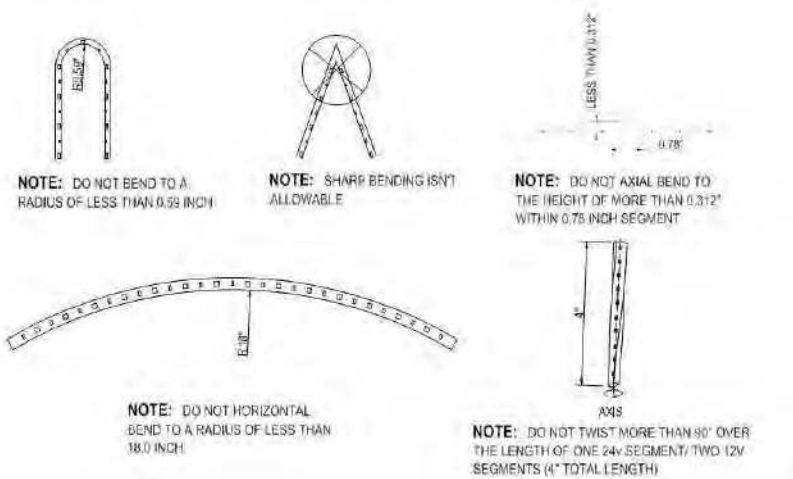 R0.59"
NOTE: DO NOT BEND TO A
RADIUS OF LESS THAN 0.59 INCH
NOTE: SHARP BENDING ISN'T
ALLOWABLE
LESS THAN 0.312"
0.78"
NOTE: DO NOT AXIAL BEND TO
THE HEIGHT OF MORE THAN 0.312"
WITHIN 0.78 INCH SEGMENT
R 18"
NOTE: DO NOT HORIZONTAL
BEND TO A RADIUS OF LESS THAN
18.0 INCH
4"
AXIS
NOTE: DO NOT TWIST MORE THAN 90° OVER
THE LENGTH OF ONE 24v SEGMENT/ TWO 12V
SEGMENTS (4" TOTAL LENGTH)